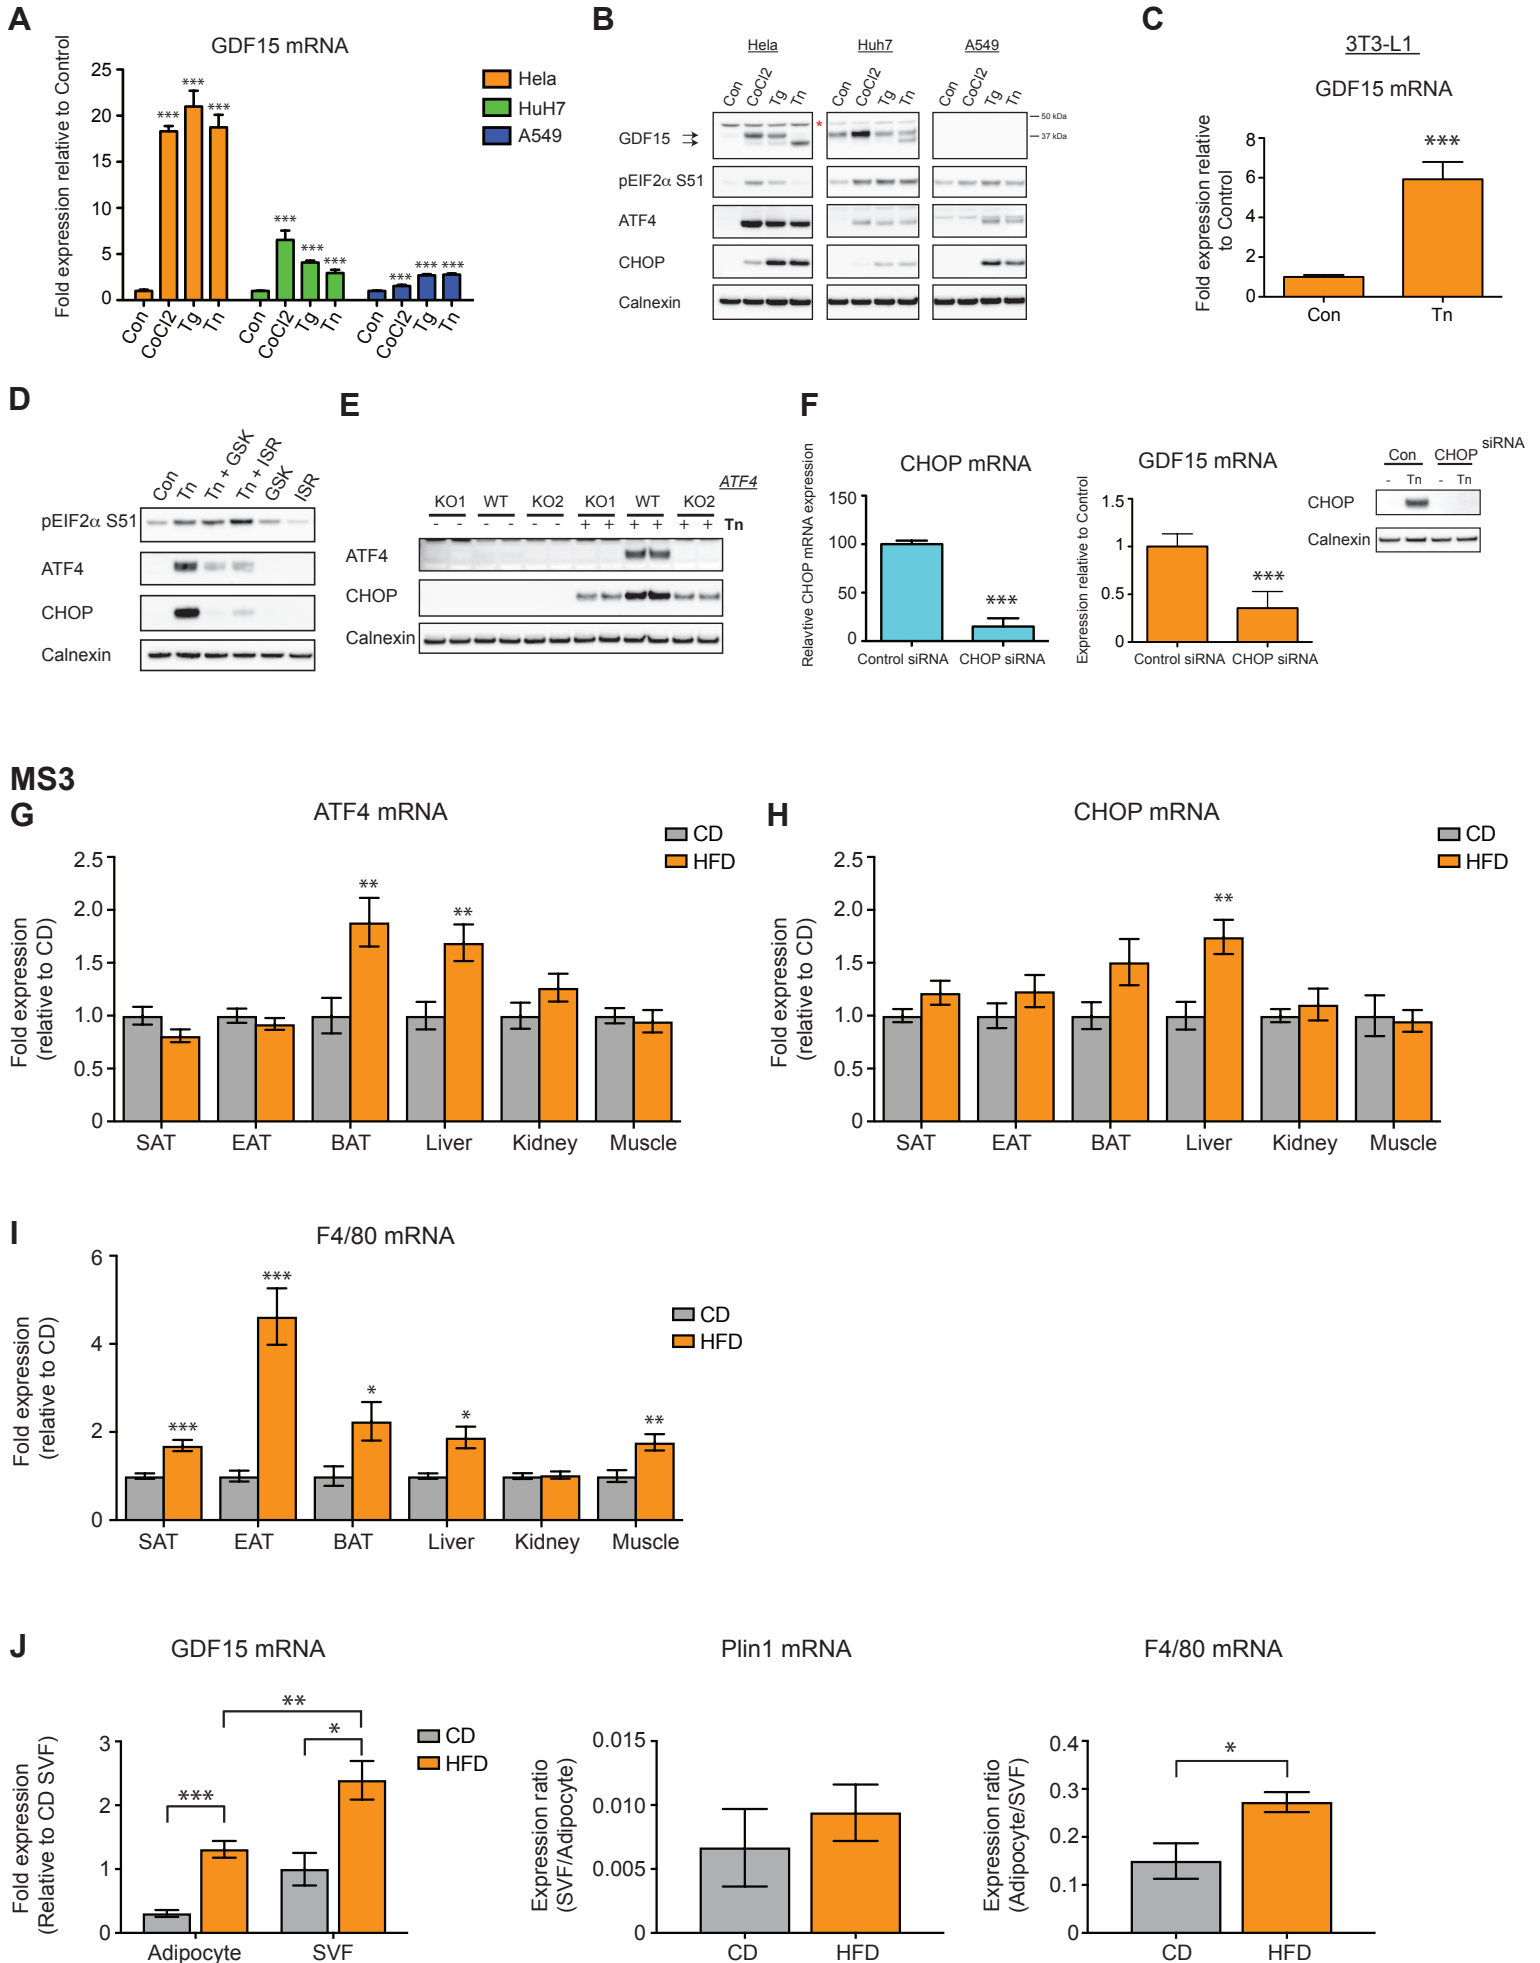 A
GDF15 mRNA
Fold expression relative to Control
25
20
15
10
5
0
*** *** ***
*** *** ***
*** *** ***
Con CoCl2 Tg Tn
Con CoCl2 Tg Tn
Con CoCl2 Tg Tn
Hela
HuH7
A549
B
Hela Huh7 A549
Con CoCl2 Tg Tn Con CoCl2 Tg Tn Con CoCl2 Tg Tn
GDF15
*
50 kDa
37 kDa
pEIF2α S51
ATF4
CHOP
Calnexin
C
3T3-L1
GDF15 mRNA
Fold expression relative
to Control
8
6
4
2
0
***
Con Tn
D
Con Tn Tn + GSK Tn + ISR GSK ISR
pEIF2α S51
ATF4
CHOP
Calnexin
E
ATF4
KO1 WT KO2 KO1 WT KO2
- - - - - - + + + + + + Tn
ATF4
CHOP
Calnexin
F
CHOP mRNA
Relavtive CHOP mRNA expression
150
100
50
0
***
Control siRNA CHOP siRNA
GDF15 mRNA
Expression relative to Control
1.5
1
0.5
0
***
Control siRNA CHOP siRNA
siRNA
Con CHOP
- Tn - Tn
CHOP
Calnexin
MS3
G
ATF4 mRNA
CD
HFD
Fold expression
(relative to CD)
2.5
2.0
1.5
1.0
0.5
0
** **
SAT EAT BAT Liver Kidney Muscle
H
CHOP mRNA
CD
HFD
Fold expression
(relative to CD)
2.5
2.0
1.5
1.0
0.5
0
**
SAT EAT BAT Liver Kidney Muscle
I
F4/80 mRNA
CD
HFD
Fold expression
(relative to CD)
6
4
2
0
*** *** * * **
SAT EAT BAT Liver Kidney Muscle
J
GDF15 mRNA
CD
HFD
Fold expression
(Relative to CD SVF)
3
2
1
0
**
*
***
Adipocyte SVF
Plin1 mRNA
Expression ratio
(SVF/Adipocyte)
0.015
0.010
0.005
0
CD HFD
F4/80 mRNA
Expression ratio
(Adipocyte/SVF)
0.4
0.3
0.2
0.1
0
*
CD HFD